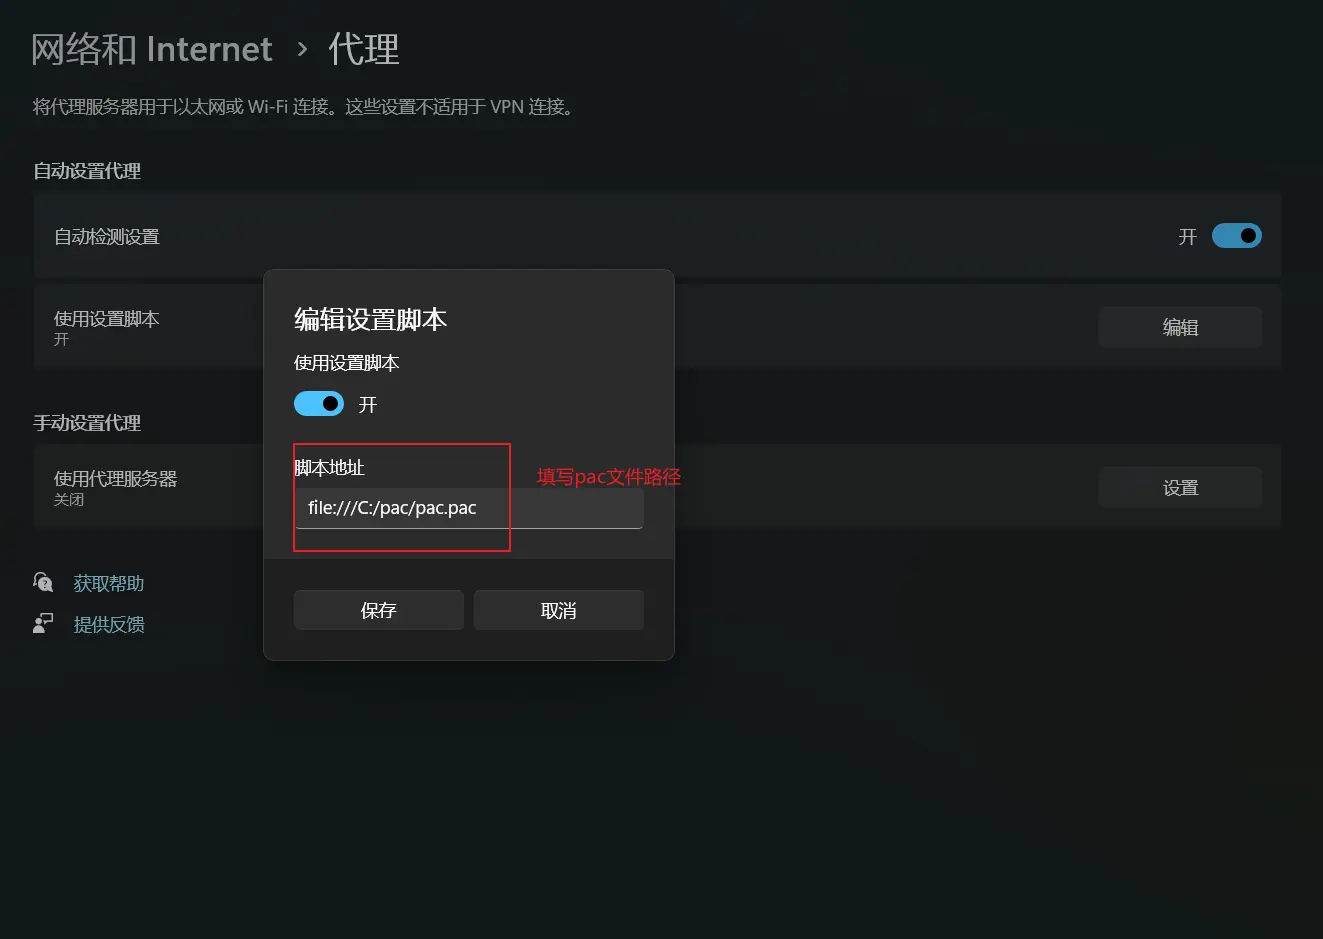 网络和 Internet › 代理
将代理服务器用于以太网或 Wi-Fi 连接。这些设置不适用于 VPN 连接。
自动设置代理
自动检测设置
开
使用设置脚本
开
编辑
编辑设置脚本
使用设置脚本
开
脚本地址
填写pac文件路径
file:///C:/pac/pac.pac
保存
取消
手动设置代理
使用代理服务器
关闭
设置
获取帮助
提供反馈